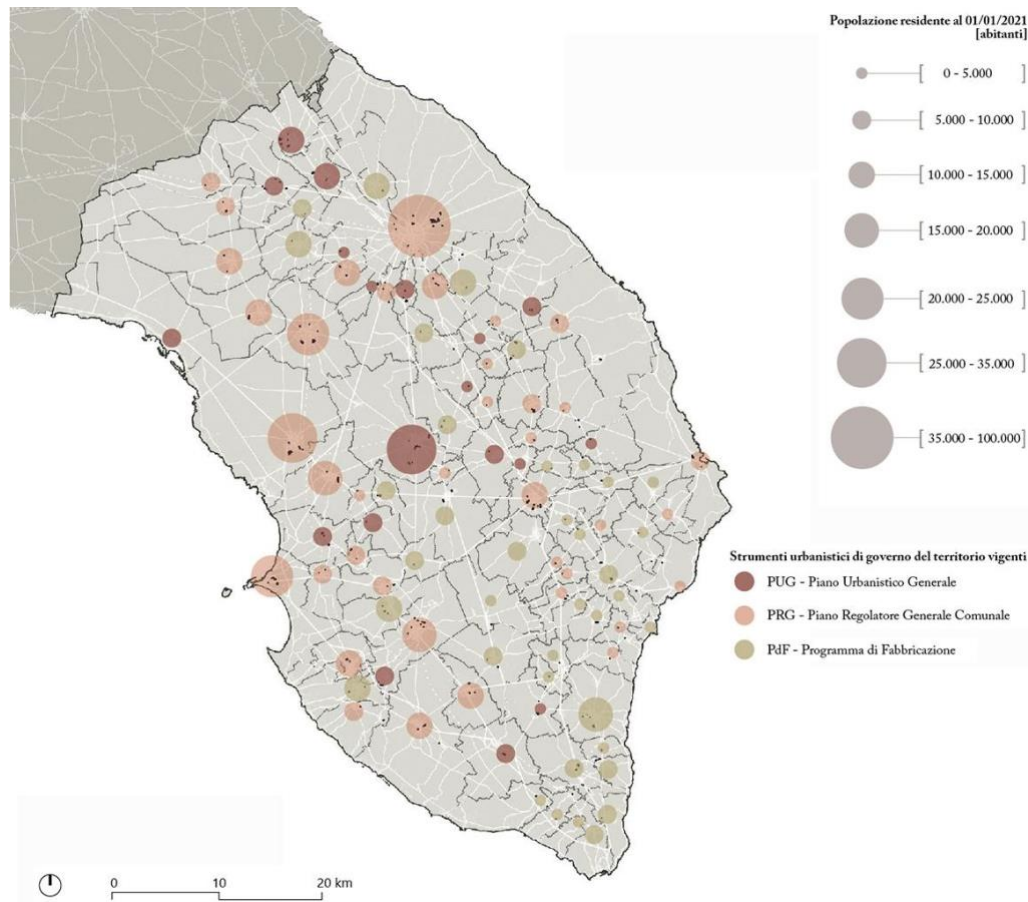 Popolazione residente al 01/01/2021
[abitanti]
[ 0 - 5.000 ]
[ 5.000 - 10.000 ]
[ 10.000 - 15.000 ]
[ 15.000 - 20.000 ]
[ 20.000 - 25.000 ]
[ 25.000 - 35.000 ]
[ 35.000 - 100.000 ]
Strumenti urbanistici di governo del territorio vigenti
PUG - Piano Urbanistico Generale
PRG - Piano Regolatore Generale Comunale
PdF - Programma di Fabbricazione
0 10 20 km